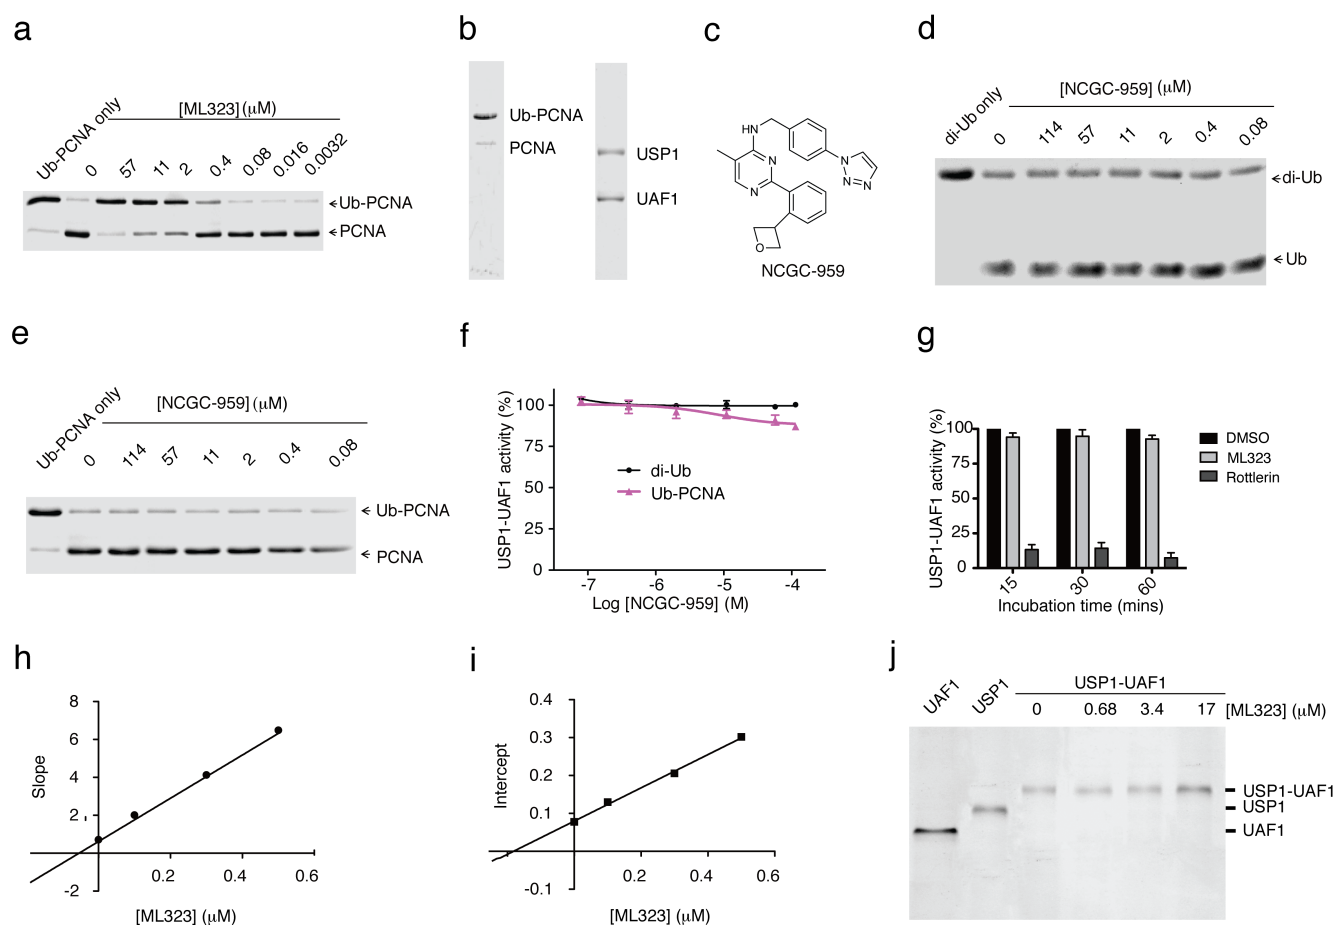 a
[ML323] (μM)
Ub-PCNA only
0
57
11
2
0.4
0.08
0.016
0.0032
Ub-PCNA
PCNA
b
Ub-PCNA
PCNA
USP1
UAF1
c
HN
N
N
N
N
N
O
NCGC-959
d
[NCGC-959] (μM)
di-Ub only
0
114
57
11
2
0.4
0.08
di-Ub
Ub
e
[NCGC-959] (μM)
Ub-PCNA only
0
114
57
11
2
0.4
0.08
Ub-PCNA
PCNA
f
USP1-UAF1 activity (%)
100
75
50
25
0
di-Ub
Ub-PCNA
-7
-6
-5
-4
Log [NCGC-959] (M)
g
USP1-UAF1 activity (%)
100
75
50
25
0
DMSO
ML323
Rottlerin
15
30
60
Incubation time (mins)
h
Slope
8
6
4
2
-2
0.2
0.4
0.6
[ML323] (μM)
i
Intercept
0.4
0.3
0.2
0.1
-0.1
0.2
0.4
0.6
[ML323] (μM)
j
UAF1
USP1
USP1-UAF1
0
0.68
3.4
17
[ML323] (μM)
USP1-UAF1
USP1
UAF1